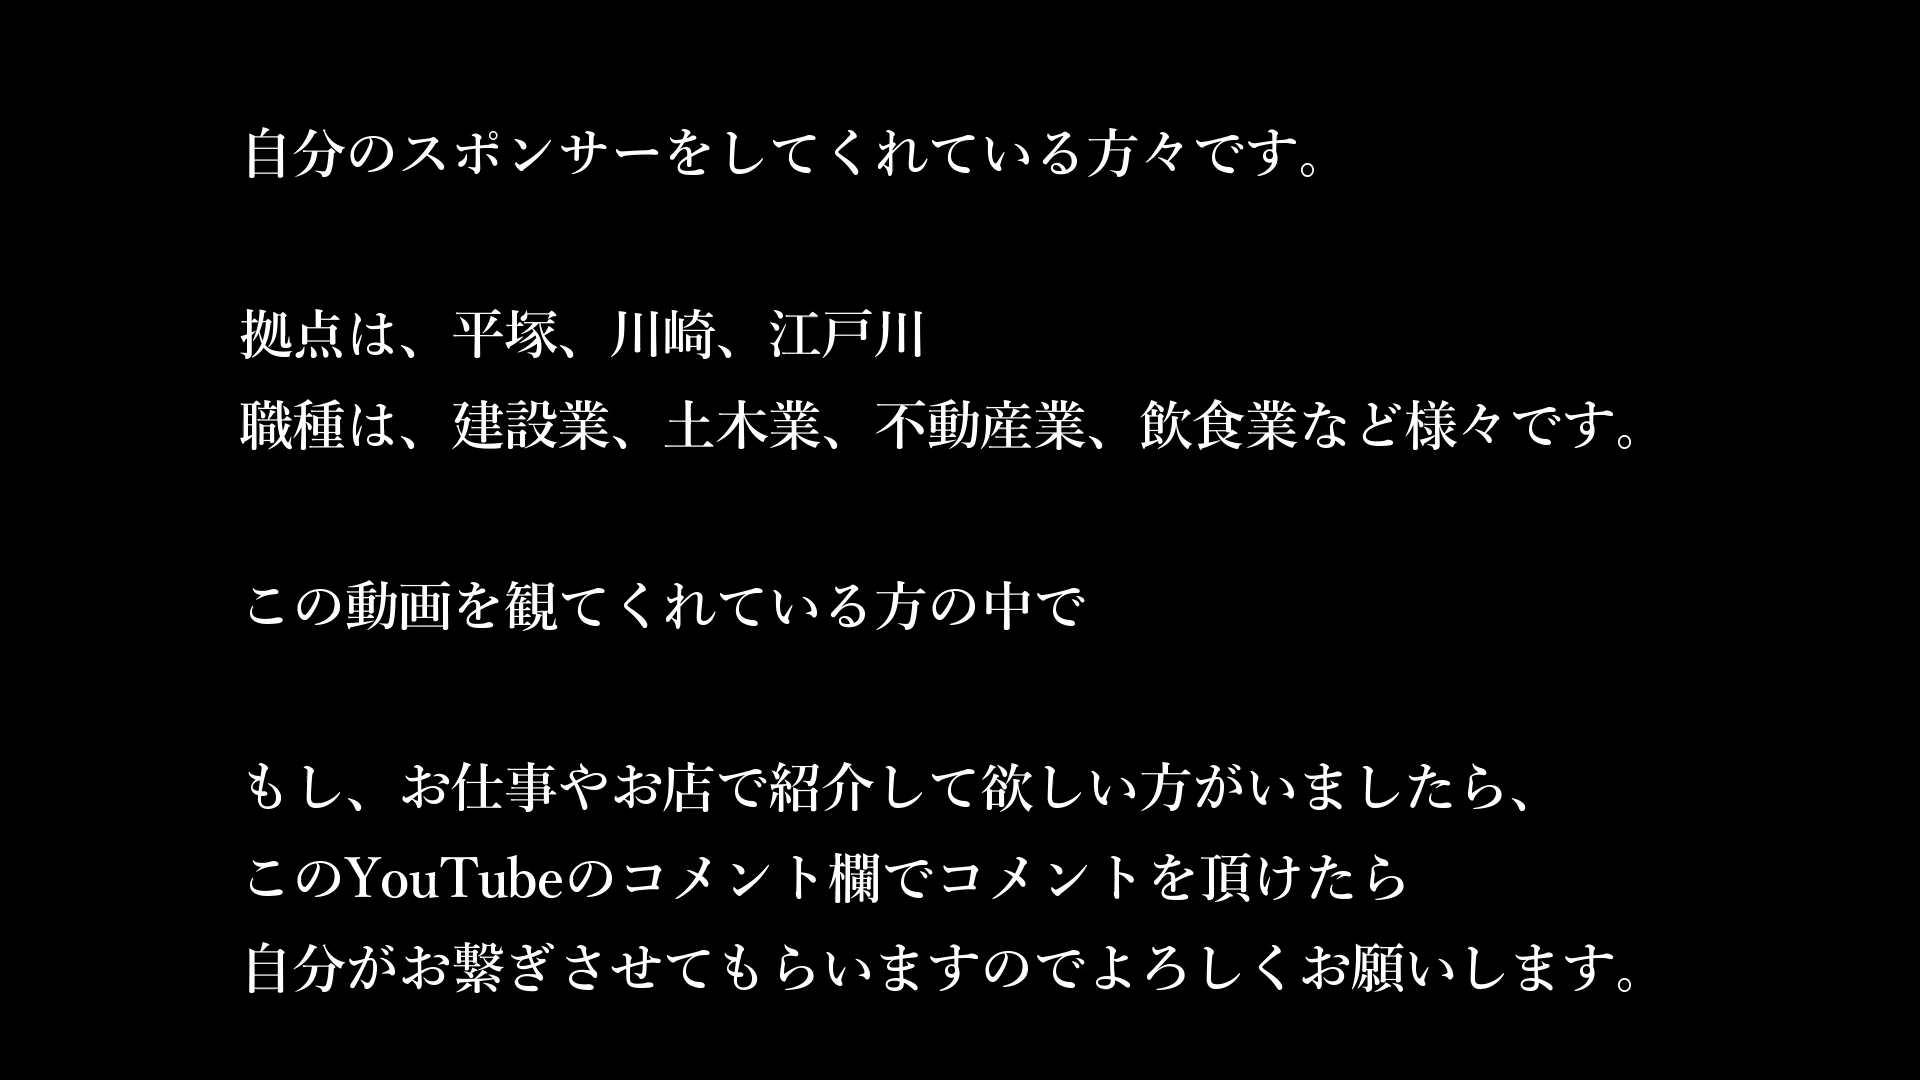 自分のスポンサーをしてくれている方々です。
拠点は、平塚、川崎、江戸川
職種は、建設業、土木業、不動産業、飲食業など様々です。
この動画を観てくれている方の中で
もし、お仕事やお店で紹介して欲しい方がいましたら、
このYouTubeのコメント欄でコメントを頂けたら
自分がお繋ぎさせてもらいますのでよろしくお願いします。